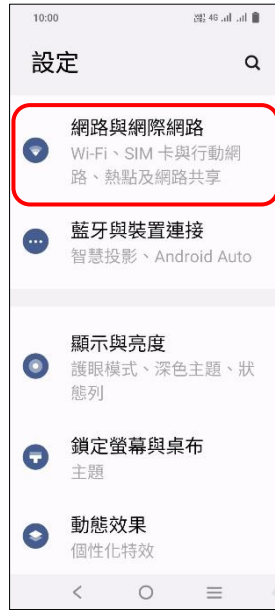 10:00 4G
設定
網路與網際網路
Wi-Fi、SIM 卡與行動網
路、熱點及網路共享
藍牙與裝置連接
智慧投影、Android Auto
顯示與亮度
護眼模式、深色主題、狀
態列
鎖定螢幕與桌布
主題
動態效果
個性化特效